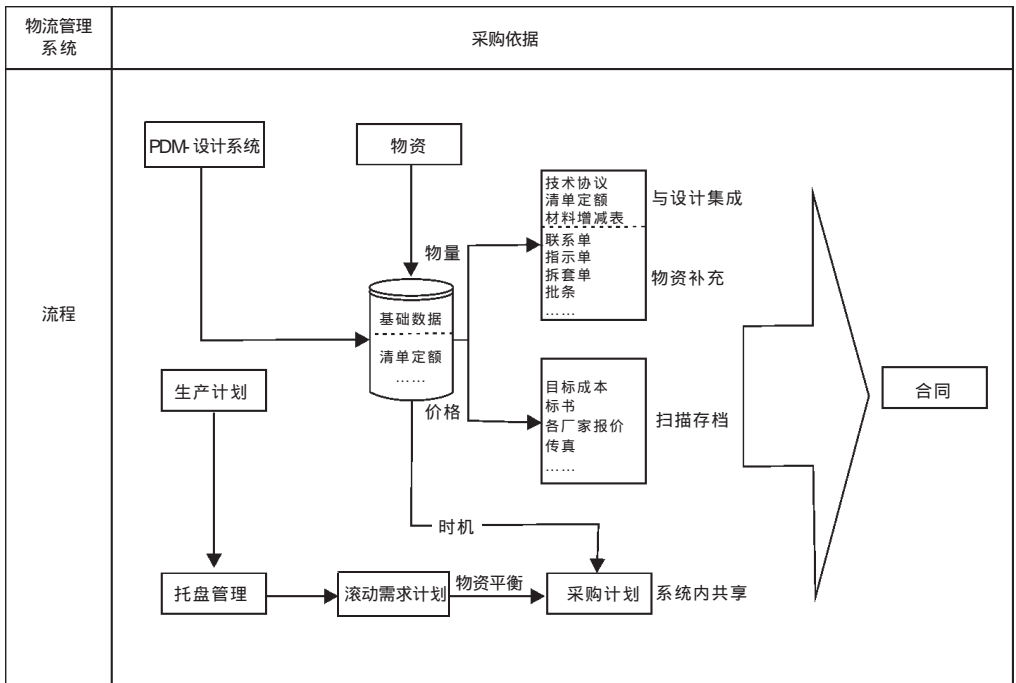 物流管理
系统
采购依据
流程
PDM-设计系统
物资
物量
技术协议
清单定额
材料增减表
与设计集成
联系单
指示单
拆套单
批条
……
物资补充
基础数据
清单定额
……
生产计划
价格
目标成本
标书
各厂家报价
传真
……
扫描存档
合同
时机
托盘管理
滚动需求计划
物资平衡
采购计划
系统内共享